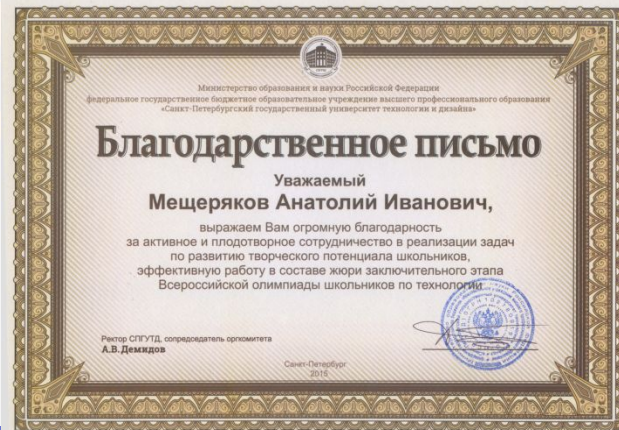 Министерство образования и науки Российской Федерации
федеральное государственное бюджетное образовательное учреждение высшего профессионального образования
«Санкт-Петербургский государственный университет технологии и дизайна»
Благодарственное письмо
Уважаемый
Мещеряков Анатолий Иванович,
выражаем Вам огромную благодарность
за активное и плодотворное сотрудничество в реализации задач
по развитию творческого потенциала школьников,
эффективную работу в составе жюри заключительного этапа
Всероссийской олимпиады школьников по технологии
Ректор СПГУТД, сопредседатель оргкомитета
А.В. Демидов
Санкт-Петербург
2015